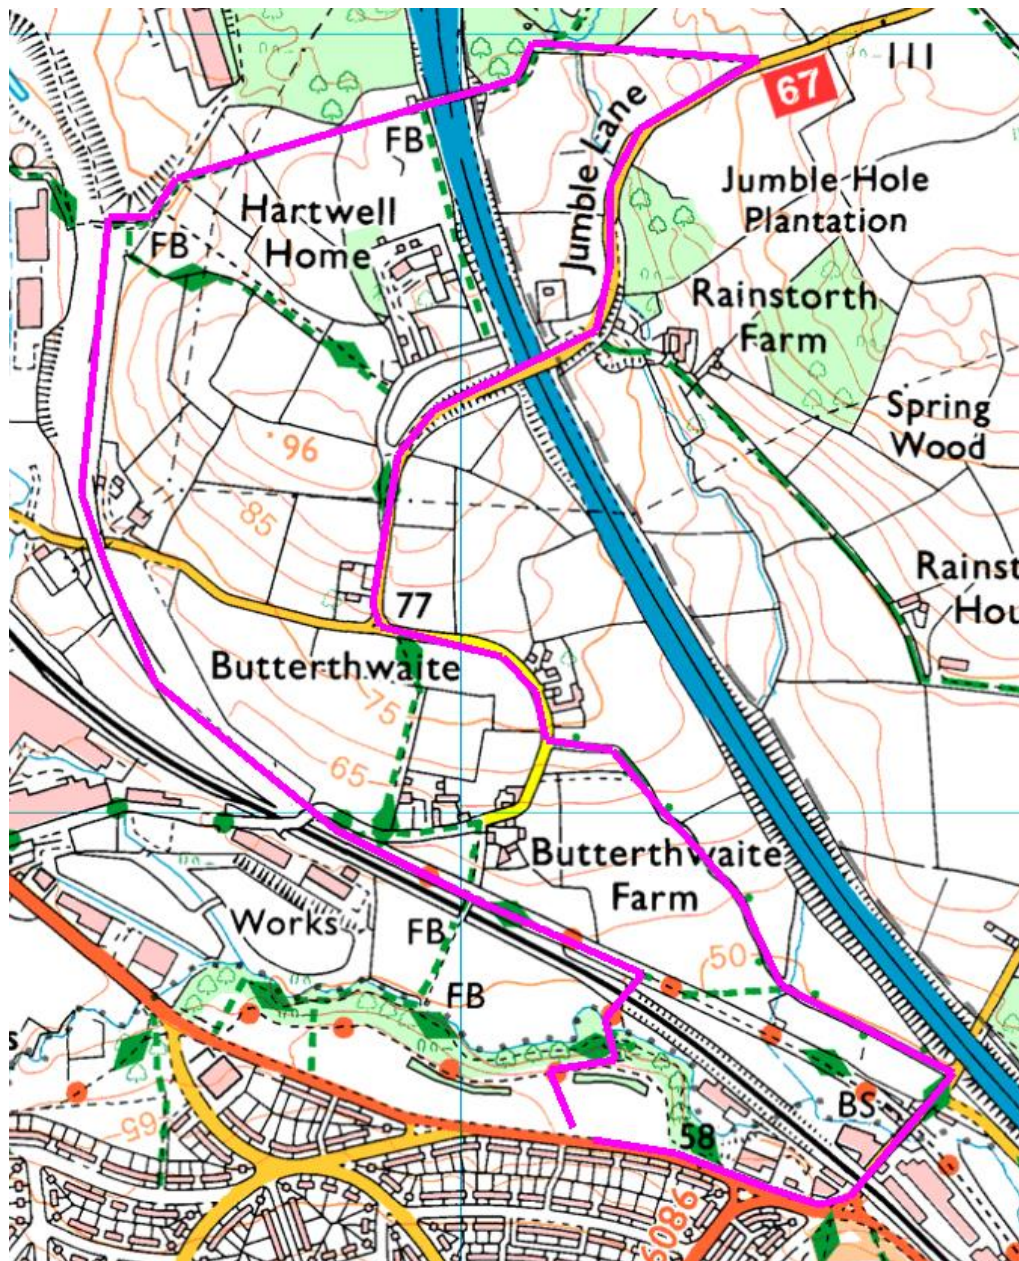 111
67
Jumble Lane
FB
Jumble Hole
Plantation
Hartwell
Home
FB
Rainstorth
Farm
Spring
Wood
96
85
Rainst
Hou
77
Butterthwaite
75
65
Butterthwaite
Farm
Works
FB
50
FB
s
BS
65
58
B6086